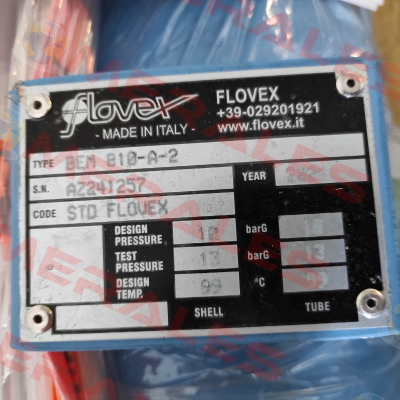 flovex
- MADE IN ITALY -
FLOVEX
+39-029201921
www.flovex.it
TYPE BEM 810-A-2
S.N. AZ241257 YEAR
CODE STD FLOVEX
DESIGN PRESSURE 10 barG 10
TEST PRESSURE 13 barG 13
DESIGN TEMP. 99 °C
SHELL TUBE